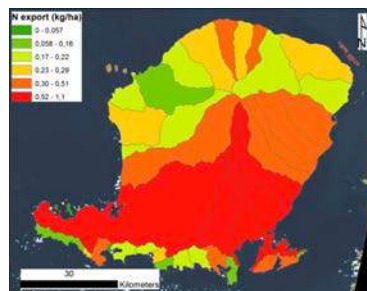 N export (kg/ha)
0 - 0,057
0,058 - 0,16
0,17 - 0,22
0,23 - 0,29
0,30 - 0,51
0,52 - 1,1
N
30
Kilometers